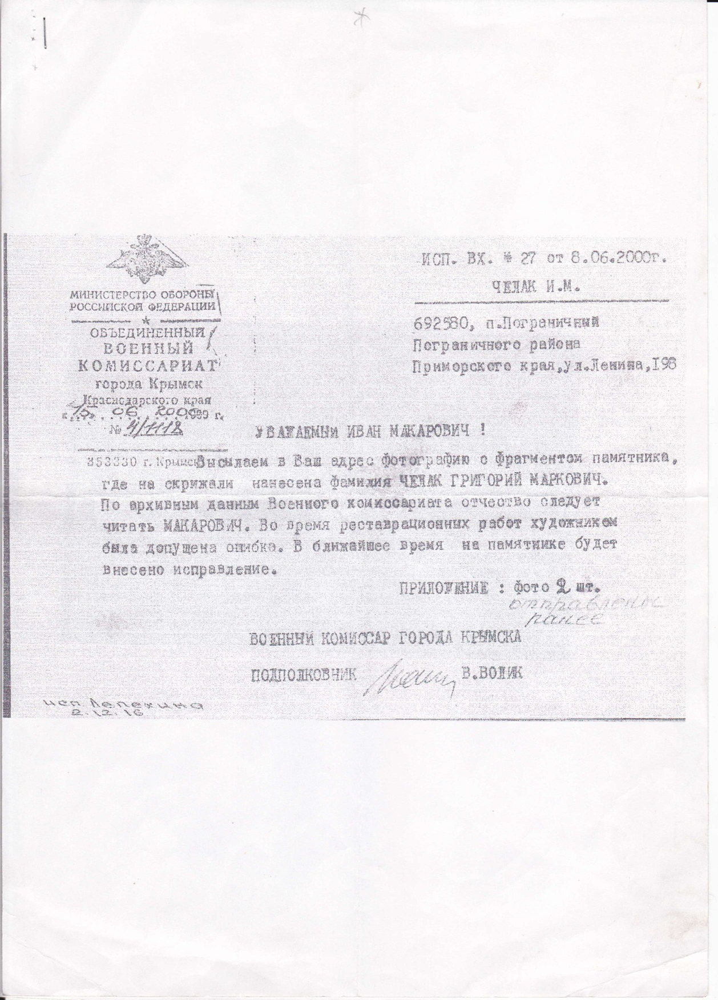 МИНИСТЕРСТВО ОБОРОНЫ
РОССИЙСКОЙ ФЕДЕРАЦИИ
ОБЪЕДИНЕННЫЙ
ВОЕННЫЙ
КОМИССАРИАТ
города Крымск
Краснодарского края
"15" 06 2000 1999 г.
№ 4/1118
353330 г. Крымск
ИСП. ВХ. № 27 от 8.06.2000г.
ЧЕЛАК И.М.
692580, п.Пограничный
Пограничного района
Приморского края,ул.Ленина,198
УВАЖАЕМЫЙ ИВАН МАКАРОВИЧ !
Высылаем в Ваш адрес фотографию с фрагментом памятника,
где на скрижали нанесена фамилия ЧЕЛАК ГРИГОРИЙ МАРКОВИЧ.
По архивным данным Военного комиссариата отчество следует
читать МАКАРОВИЧ. Во время реставрационных работ художником
была допущена ошибка. В ближайшее время на памятнике будет
внесено исправление.
ПРИЛОЖЕНИЕ : фото 2 шт.
отправлены
ранее
ВОЕННЫЙ КОМИССАР ГОРОДА КРЫМСКА
ПОДПОЛКОВНИК В.ВОЛИК
исп Лепехина
2.12.16